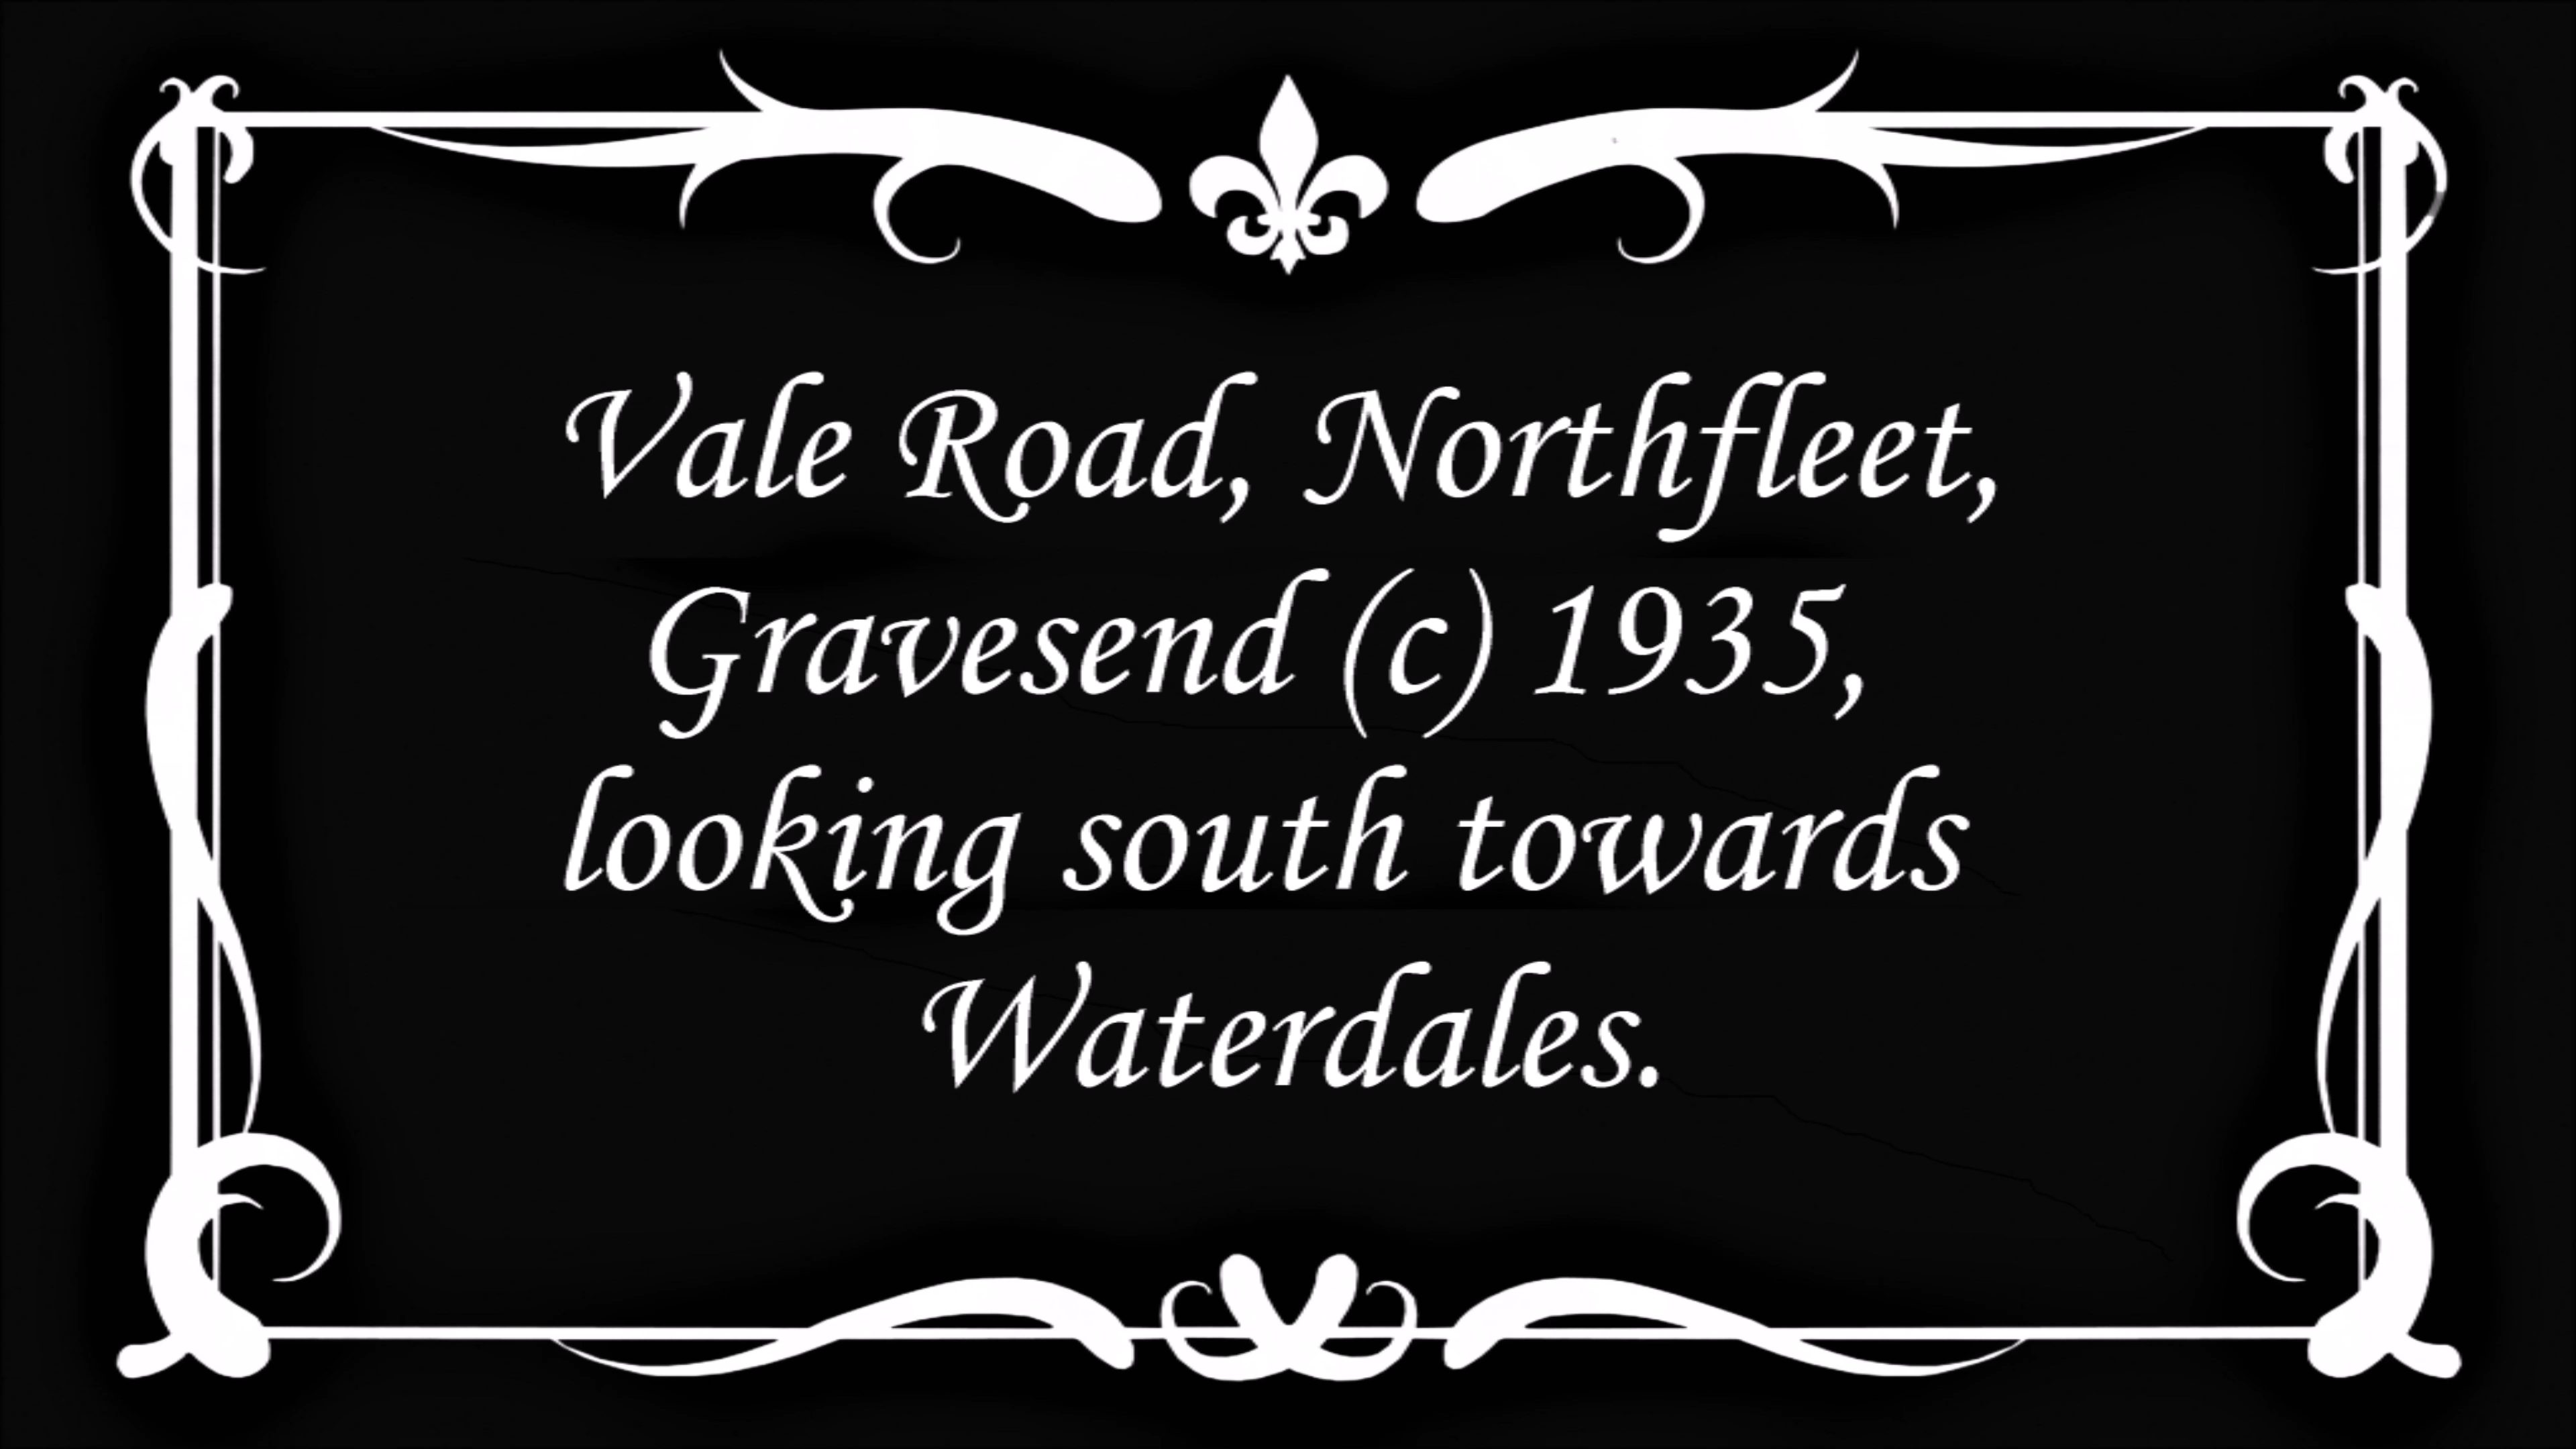 Vale Road, Northfleet,
Gravesend (c) 1935,
looking south towards
Waterdales.